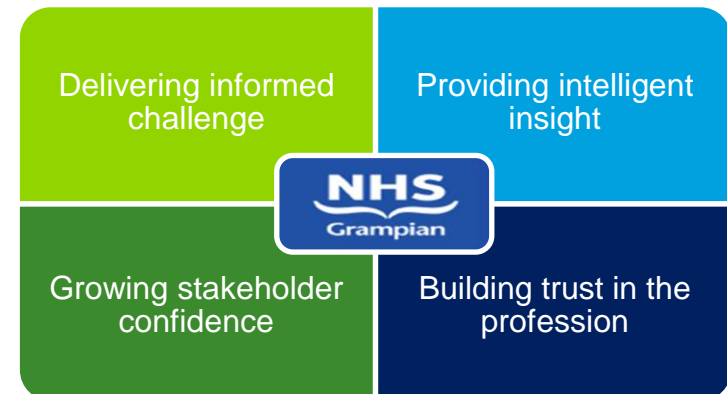 Delivering informed
challenge
Providing intelligent
insight
NHS
Grampian
Growing stakeholder
confidence
Building trust in the
profession